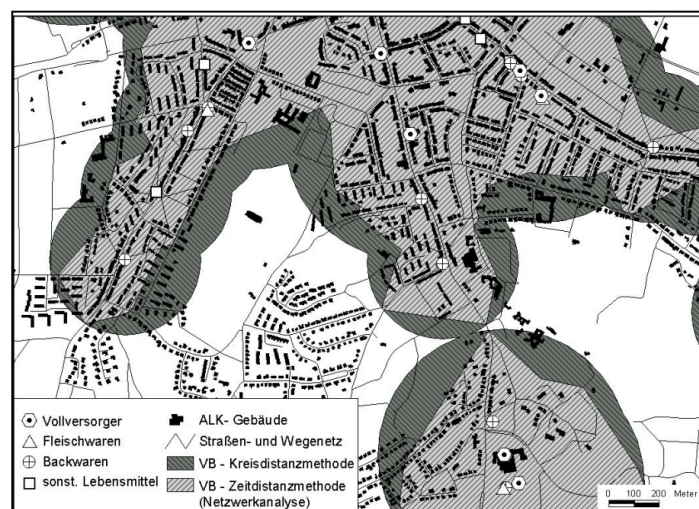 Vollversorger
Fleischwaren
Backwaren
sonst. Lebensmittel
ALK- Gebäude
Straßen- und Wegenetz
VB - Kreisdistanzmethode
VB - Zeitdistanzmethode
(Netzwerkanalyse)
0 100 200 Meter